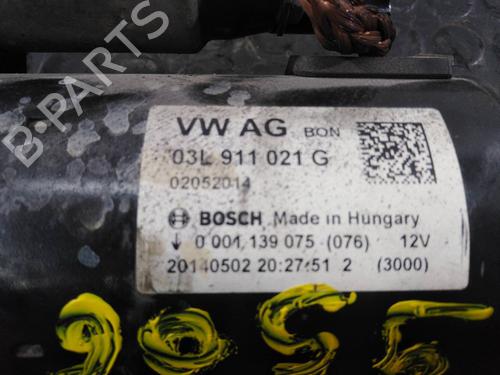 B-PARTS
VW AG BON
03L 911 021 G
02052014
BOSCH Made in Hungary
0 001 139 075 (076) 12V
20140502 20:27:51 2 (3000)